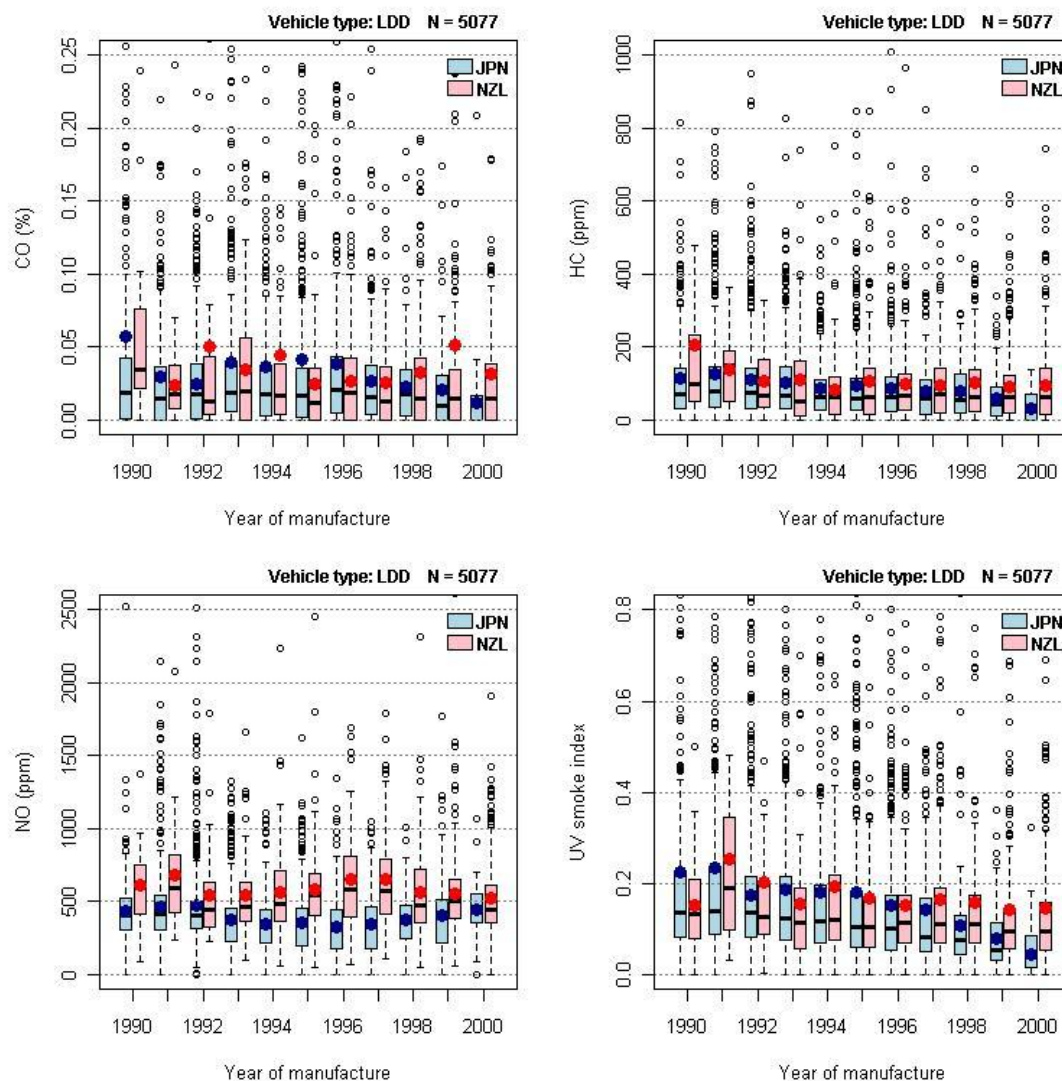 Vehicle type: LDD N = 5077
JPN
NZL
CO (%)
0.25
0.20
0.15
0.10
0.05
0.00
1990 1992 1994 1996 1998 2000
Year of manufacture
Vehicle type: LDD N = 5077
JPN
NZL
HC (ppm)
1000
800
600
400
200
0
1990 1992 1994 1996 1998 2000
Year of manufacture
Vehicle type: LDD N = 5077
JPN
NZL
NO (ppm)
2500
2000
1500
1000
500
0
1990 1992 1994 1996 1998 2000
Year of manufacture
Vehicle type: LDD N = 5077
JPN
NZL
UV smoke index
0.8
0.6
0.4
0.2
0.0
1990 1992 1994 1996 1998 2000
Year of manufacture